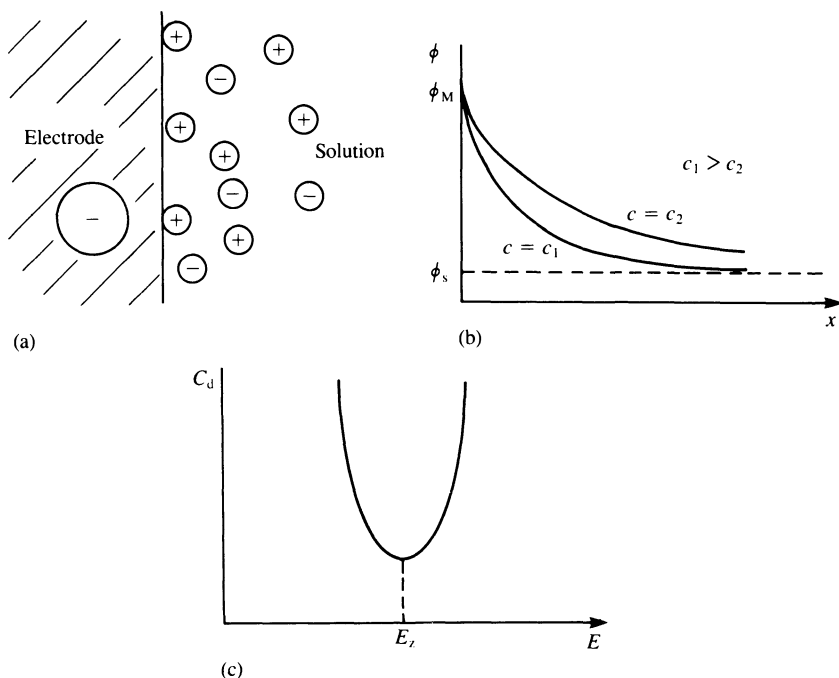 +
+
−
Electrode
+
+
Solution
+
−
−
−
+
+
−
(a)
ϕ
ϕM
c₁ > c₂
c = c₂
c = c₁
ϕs
x
(b)
Cd
Ez
E
(c)